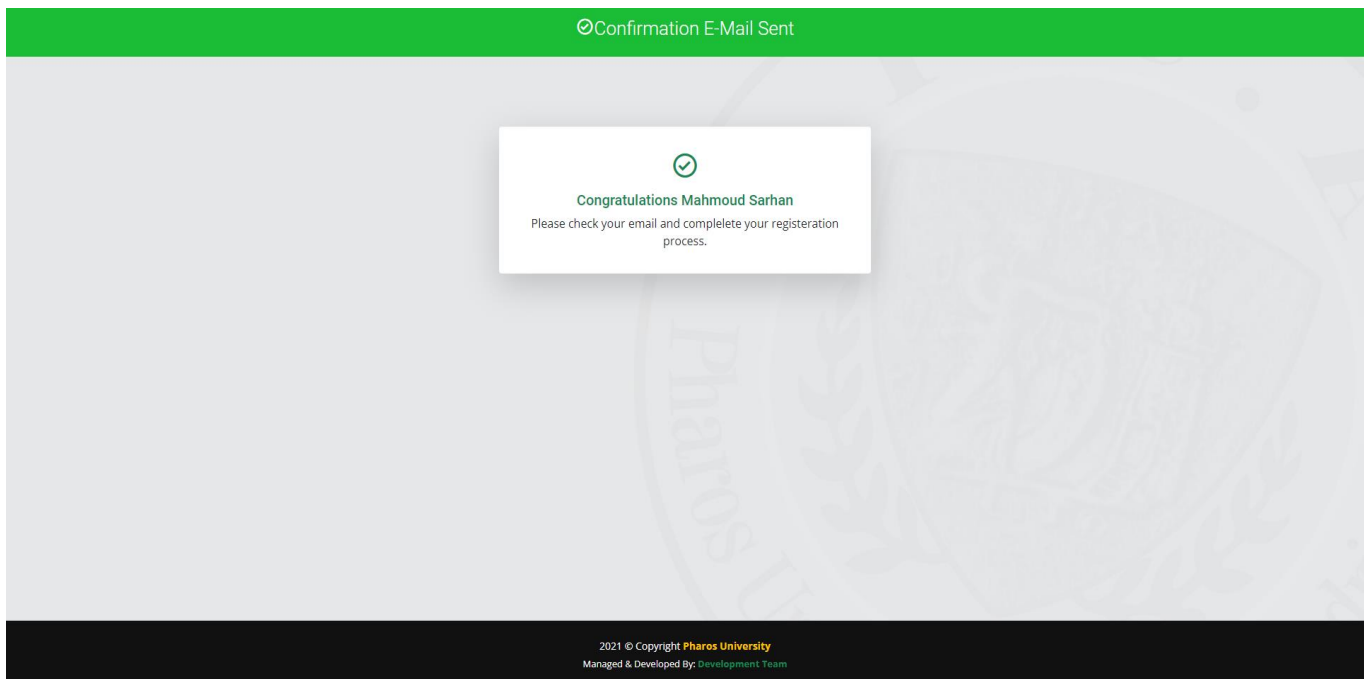 Confirmation E-Mail Sent
Congratulations Mahmoud Sarhan
Please check your email and complelete your registeration
process.
Pharos
2021 © Copyright Pharos University
Managed & Developed By: Development Team